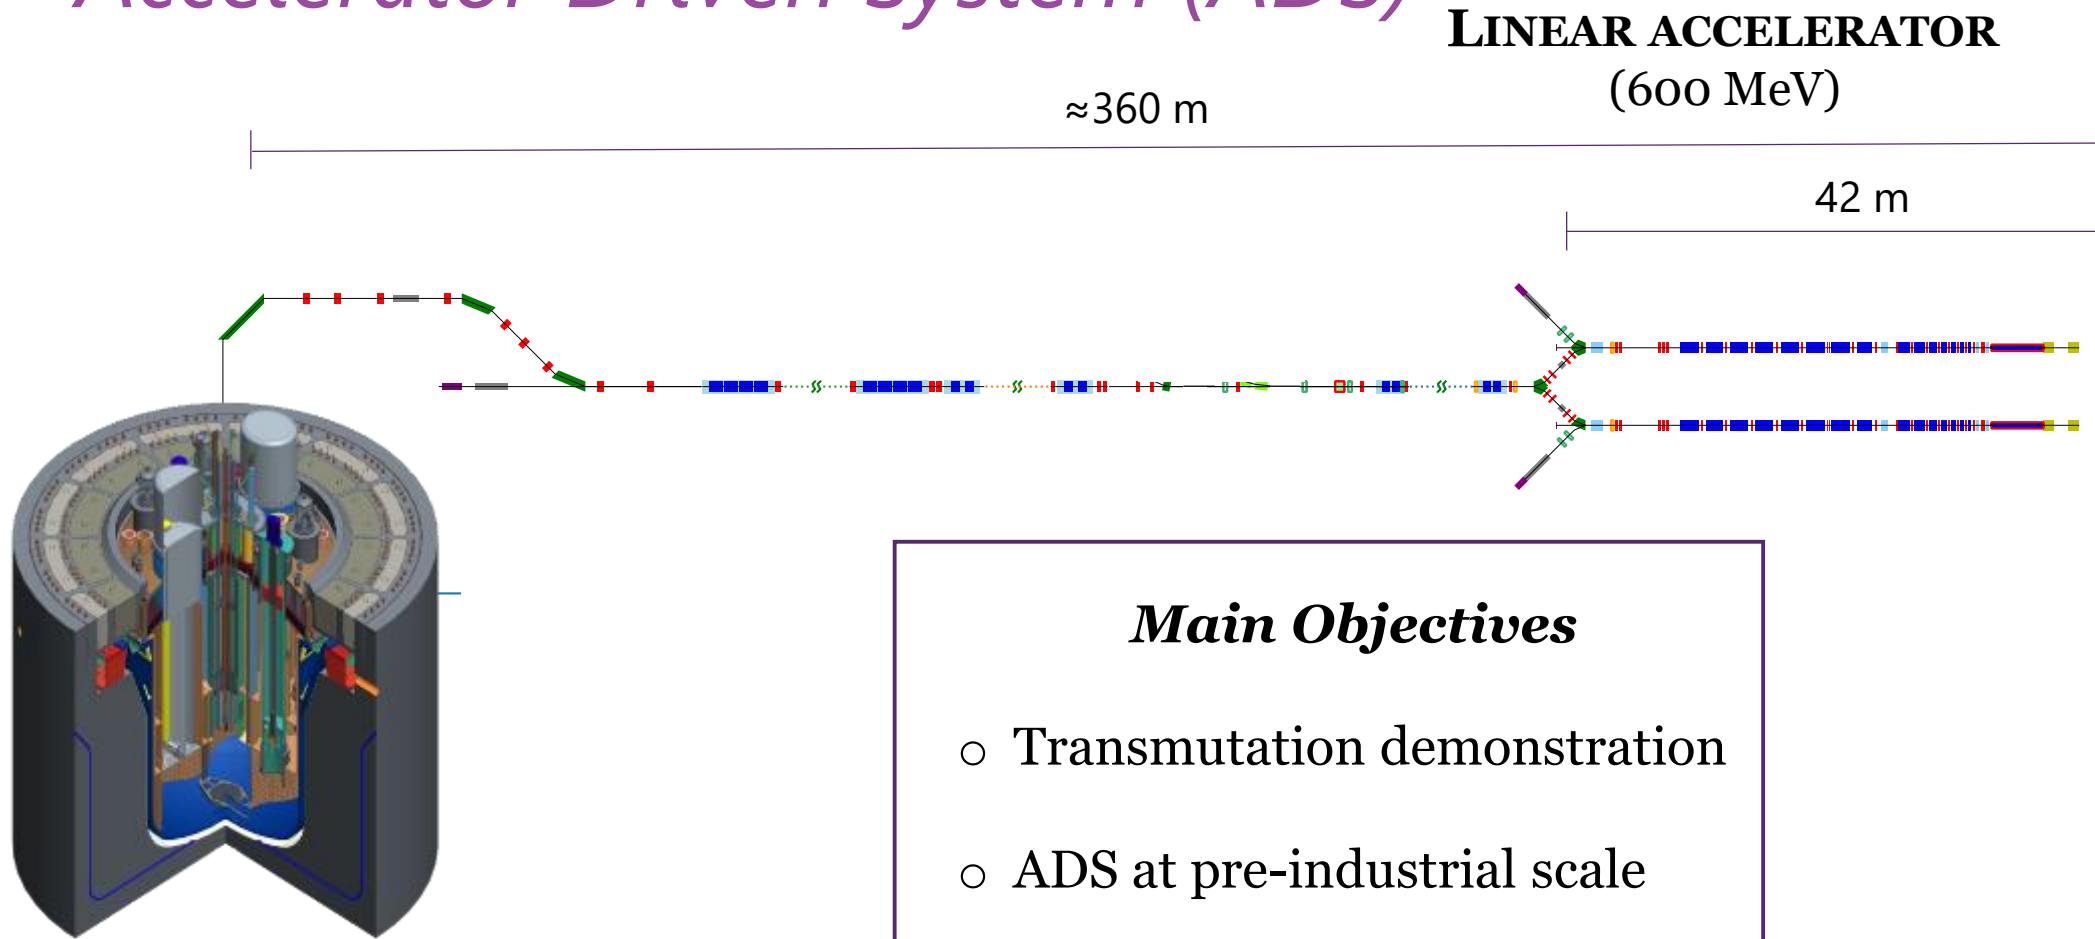 Accelerator Driven System (ADS)
LINEAR ACCELERATOR
(600 MeV)
≈360 m
42 m
Main Objectives
○ Transmutation demonstration
○ ADS at pre-industrial scale